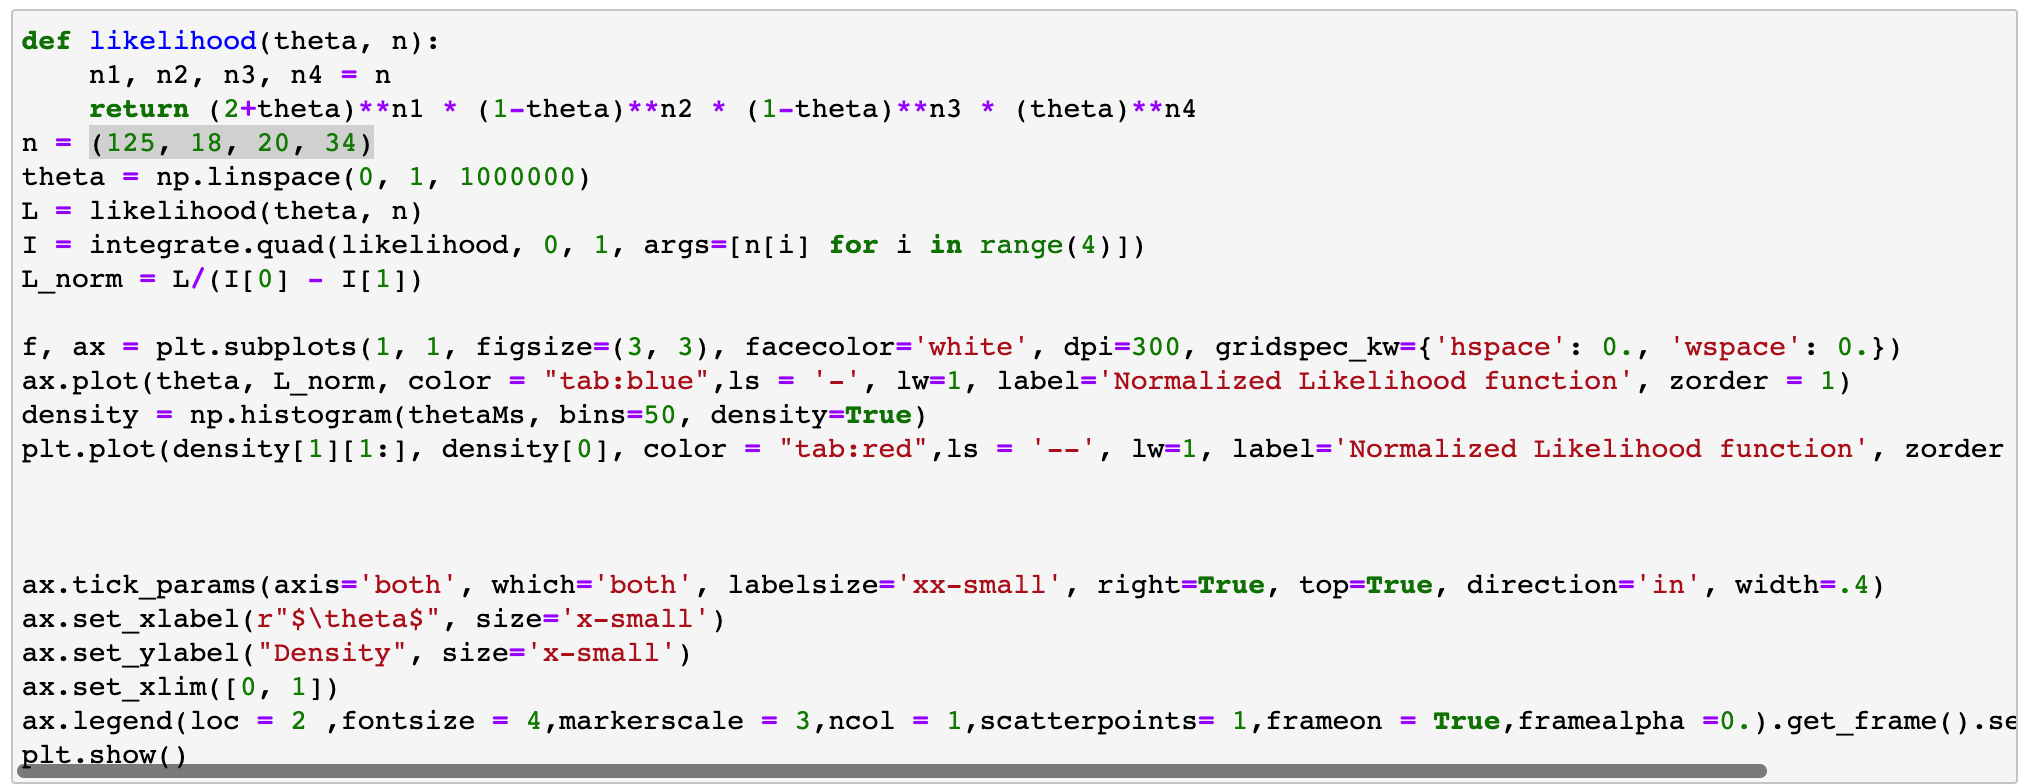 def likelihood(theta, n):
    n1, n2, n3, n4 = n
    return (2+theta)**n1 * (1-theta)**n2 * (1-theta)**n3 * (theta)**n4
n = (125, 18, 20, 34)
theta = np.linspace(0, 1, 1000000)
L = likelihood(theta, n)
I = integrate.quad(likelihood, 0, 1, args=[n[i] for i in range(4)])
L_norm = L/(I[0] - I[1])
f, ax = plt.subplots(1, 1, figsize=(3, 3), facecolor='white', dpi=300, gridspec_kw={'hspace': 0., 'wspace': 0.})
ax.plot(theta, L_norm, color = "tab:blue",ls = '-', lw=1, label='Normalized Likelihood function', zorder = 1)
density = np.histogram(thetaMs, bins=50, density=True)
plt.plot(density[1][1:], density[0], color = "tab:red",ls = '--', lw=1, label='Normalized Likelihood function', zorder
ax.tick_params(axis='both', which='both', labelsize='xx-small', right=True, top=True, direction='in', width=.4)
ax.set_xlabel(r"$\theta$", size='x-small')
ax.set_ylabel("Density", size='x-small')
ax.set_xlim([0, 1])
ax.legend(loc = 2 ,fontsize = 4,markerscale = 3,ncol = 1,scatterpoints= 1,frameon = True,framealpha =0.).get_frame().se
plt.show()